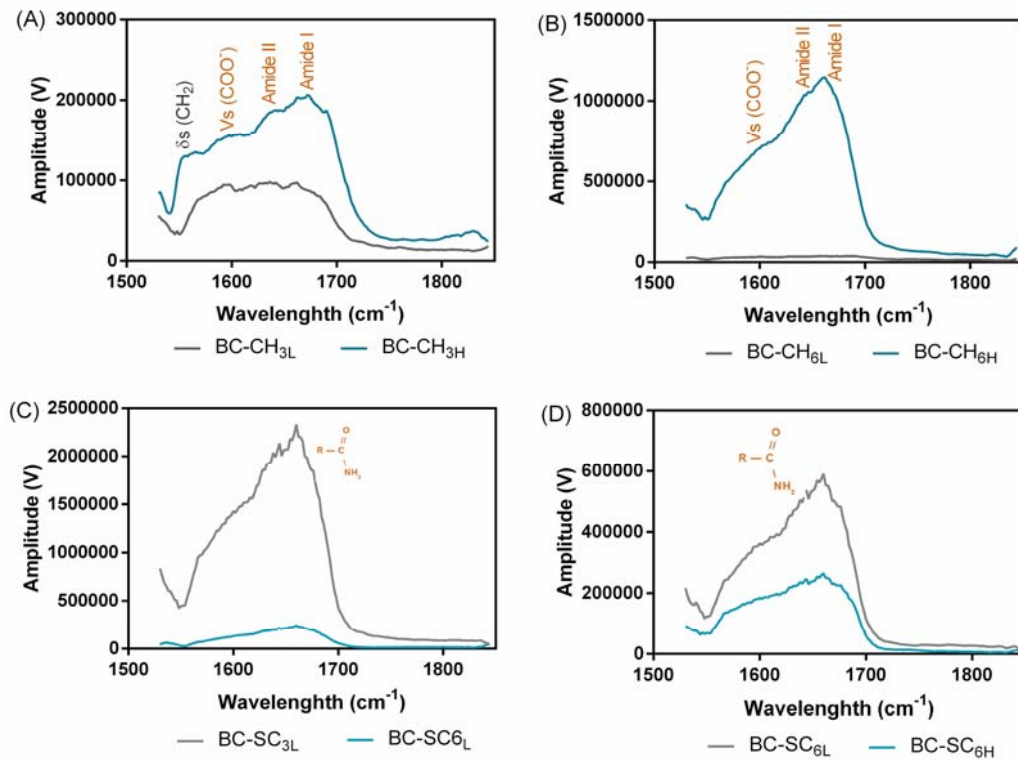 (A)
300000
200000
100000
0
Amplitude (V)
δs (CH2)
Vs (COO-)
Amide II
Amide I
1500 1600 1700 1800
Wavelenghth (cm-1)
BC-CH3L BC-CH3H
(B)
1500000
1000000
500000
0
Amplitude (V)
Vs (COO-)
Amide II
Amide I
1500 1600 1700 1800
Wavelenghth (cm-1)
BC-CH6L BC-CH6H
(C)
2500000
2000000
1500000
1000000
500000
0
Amplitude (V)
O
R C
NH2
1500 1600 1700 1800
Wavelenghth (cm-1)
BC-SC3L BC-SC6L
(D)
800000
600000
400000
200000
0
Amplitude (V)
O
R C
NH2
1500 1600 1700 1800
Wavelenghth (cm-1)
BC-SC6L BC-SC6H